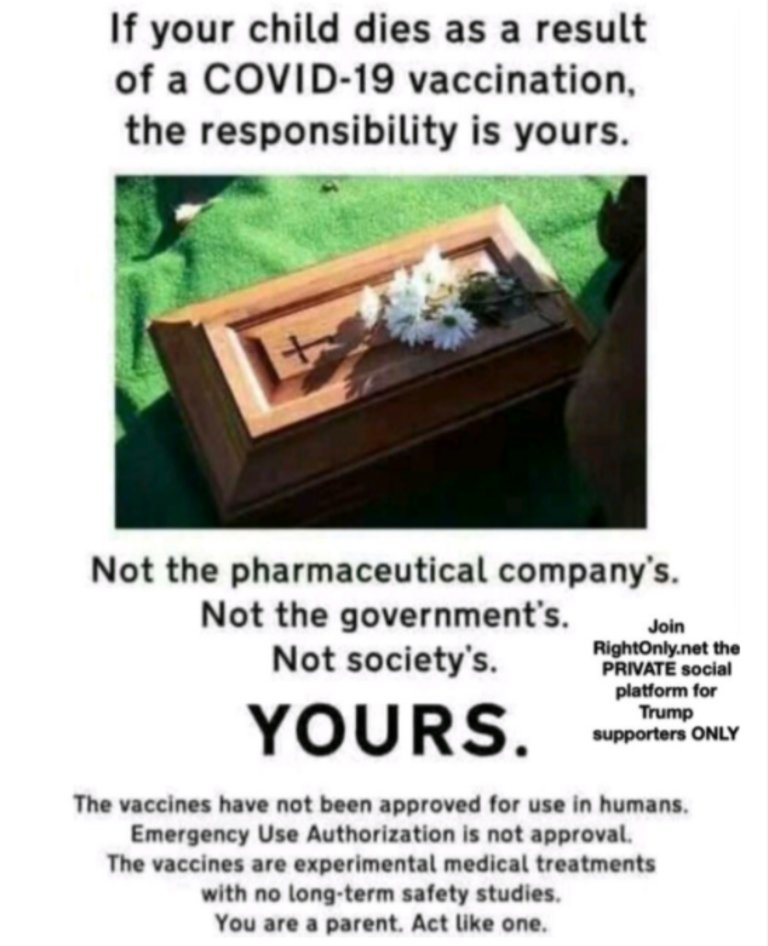 If your child dies as a result
of a COVID-19 vaccination,
the responsibility is yours.
Not the pharmaceutical company's.
Not the government's.
Not society's.
YOURS.
Join
RightOnly.net the
PRIVATE social
platform for
Trump
supporters ONLY
The vaccines have not been approved for use in humans.
Emergency Use Authorization is not approval.
The vaccines are experimental medical treatments
with no long-term safety studies.
You are a parent. Act like one.